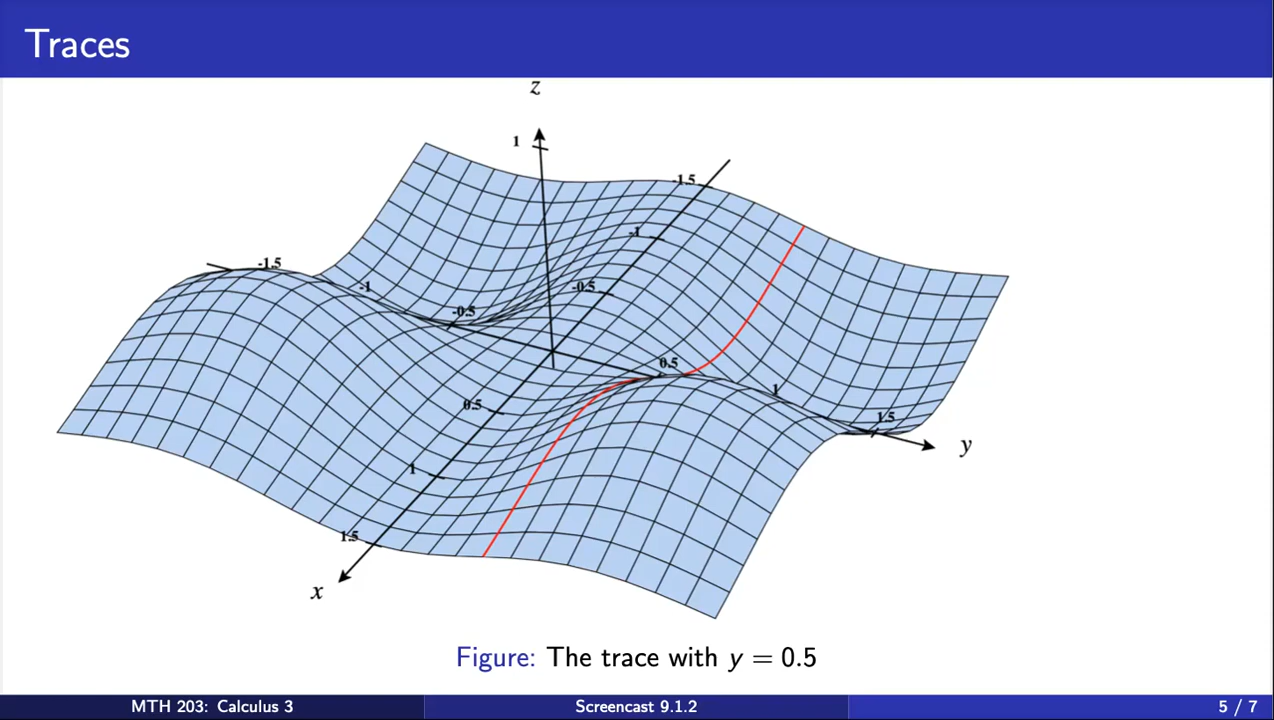 Traces
z
1
-1.5
-1
-1.5
-1
-0.5
-0.5
0.5
1
0.5
1.5
y
1
1.5
x
Figure: The trace with y = 0.5
MTH 203: Calculus 3 Screencast 9.1.2 5 / 7